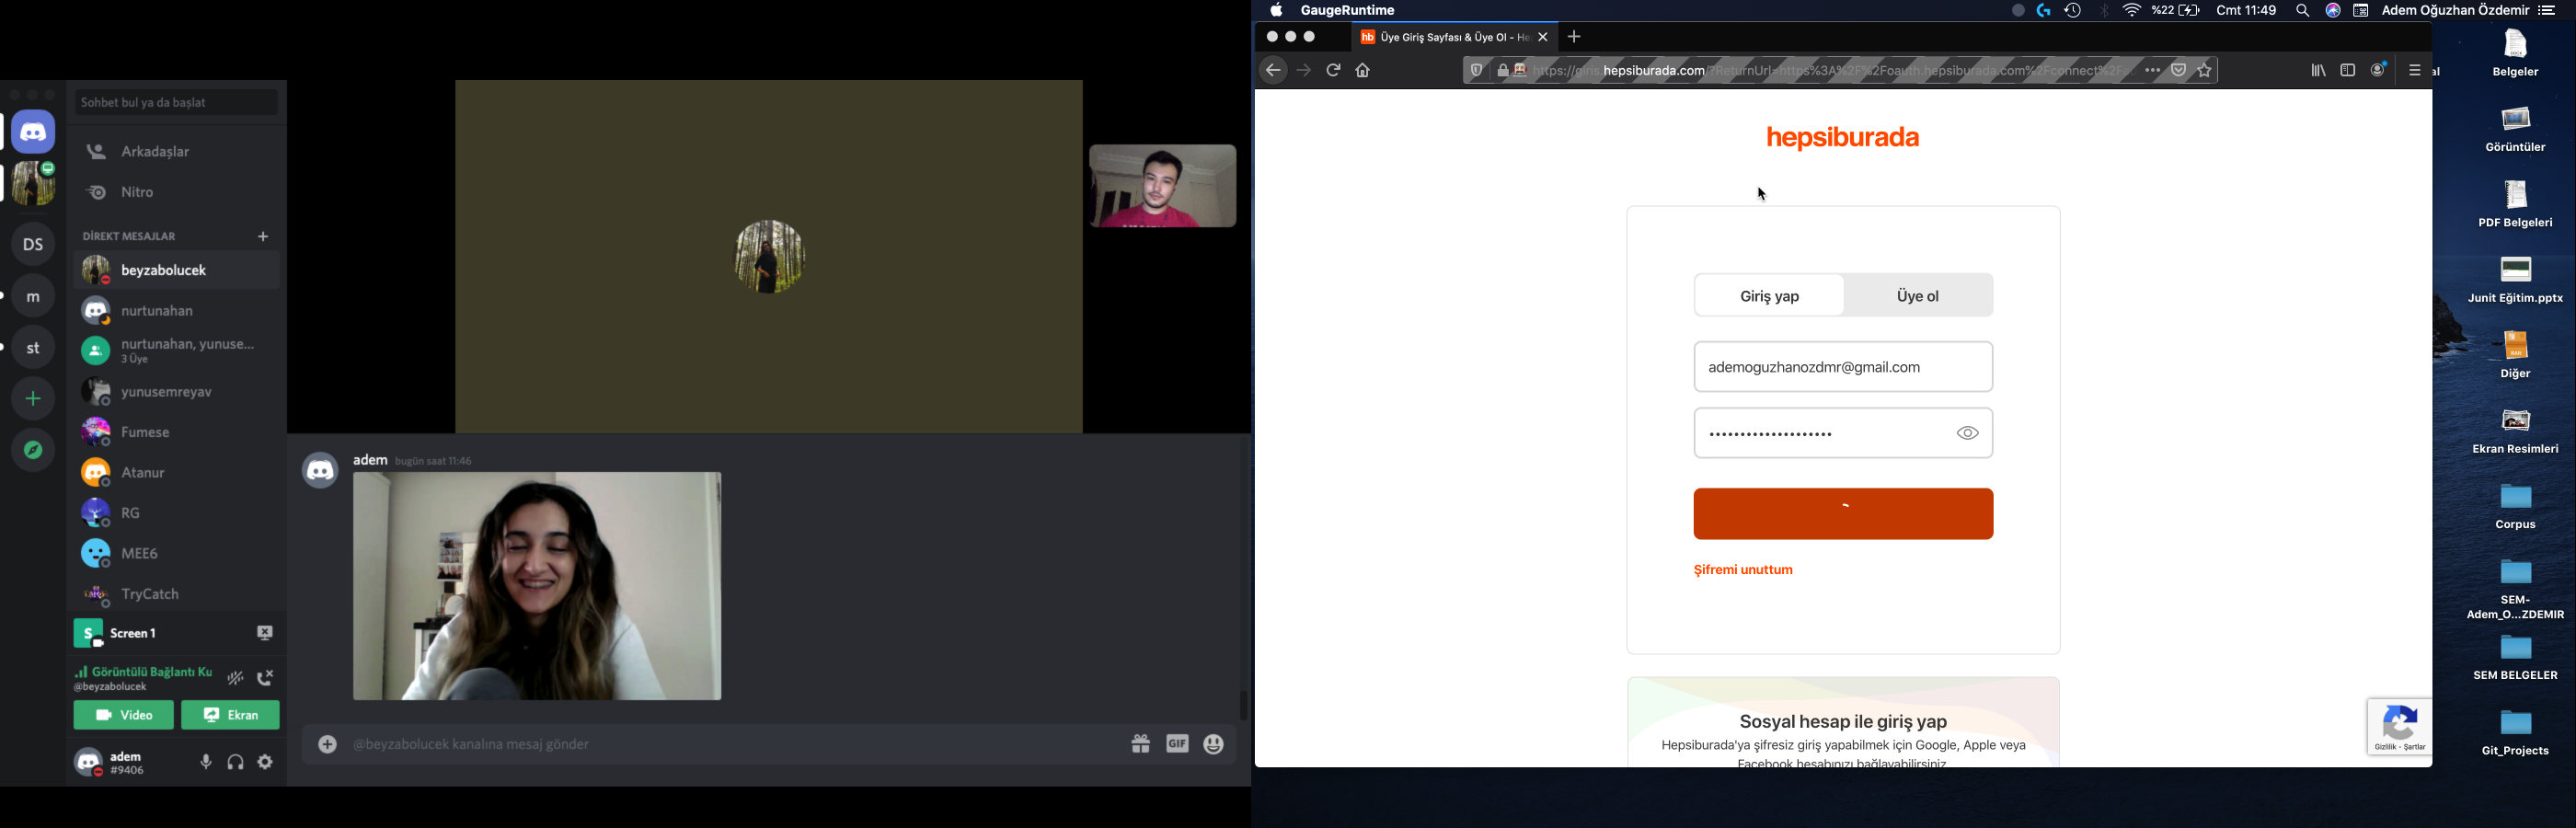 Sohbet bul ya da başlat
Arkadaşlar
Nitro
DİREKT MESAJLAR
DS
m
st
beyzabolucek
nurtunahan
nurtunahan, yunuse...
3 Üye
yunusemreyav
Fumese
Atanur
RG
MEE6
TryCatch
S
Screen 1
Görüntülü Bağlantı Ku
@beyzabolucek
Video
Ekran
adem
#9406
adem bugün saat 11:46
@beyzabolucek kanalına mesaj gönder
GIF
GaugeRuntime
%22
Cmt 11:49
Adem Oğuzhan Özdemir
hb Üye Giriş Sayfası & Üye Ol - He
https://giris.hepsiburada.com/?ReturnUrl=https%3A%2F%2Foauth.hepsiburada.com%2Fconnect%2F
hepsiburada
Giriş yap
Üye ol
ademoguzhanozdmr@gmail.com
Şifremi unuttum
Sosyal hesap ile giriş yap
Hepsiburada'ya şifresiz giriş yapabilmek için Google, Apple veya
Facebook hesabınızı bağlayabilirsiniz
Gizlilik - Şartlar
al
Belgeler
Görüntüler
PDF Belgeleri
Junit Eğitim.pptx
Diğer
Ekran Resimleri
Corpus
SEM-
Adem_O...ZDEMIR
SEM BELGELER
Git_Projects